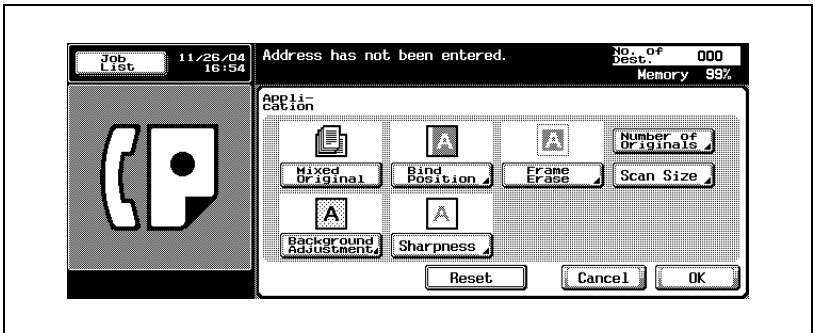 Job
List
11/26/04
16:54
Address has not been entered.
No. of
Dest.
000
Memory 99%
Appli-
cation
Mixed
Original
A
Bind
Position
A
Frame
Erase
Number of
Originals
Scan Size
A
Background
Adjustment
A
Sharpness
Reset
Cancel
OK